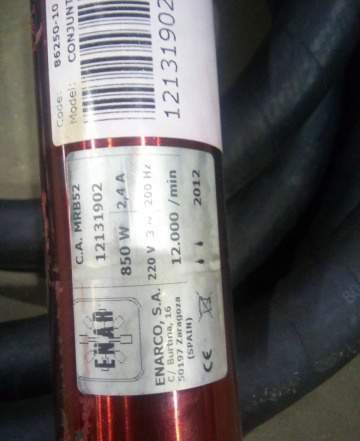 Code: 86250-10
Model: CONJUNT
12131902
C.A. MRB52
12131902
850 W 2,4 A
220 V 3 ~ 200 Hz
12.000 /min
2012
ENAR
ENARCO, S.A.
C/ Burtina, 16
50197 Zaragoza
(SPAIN)
CE